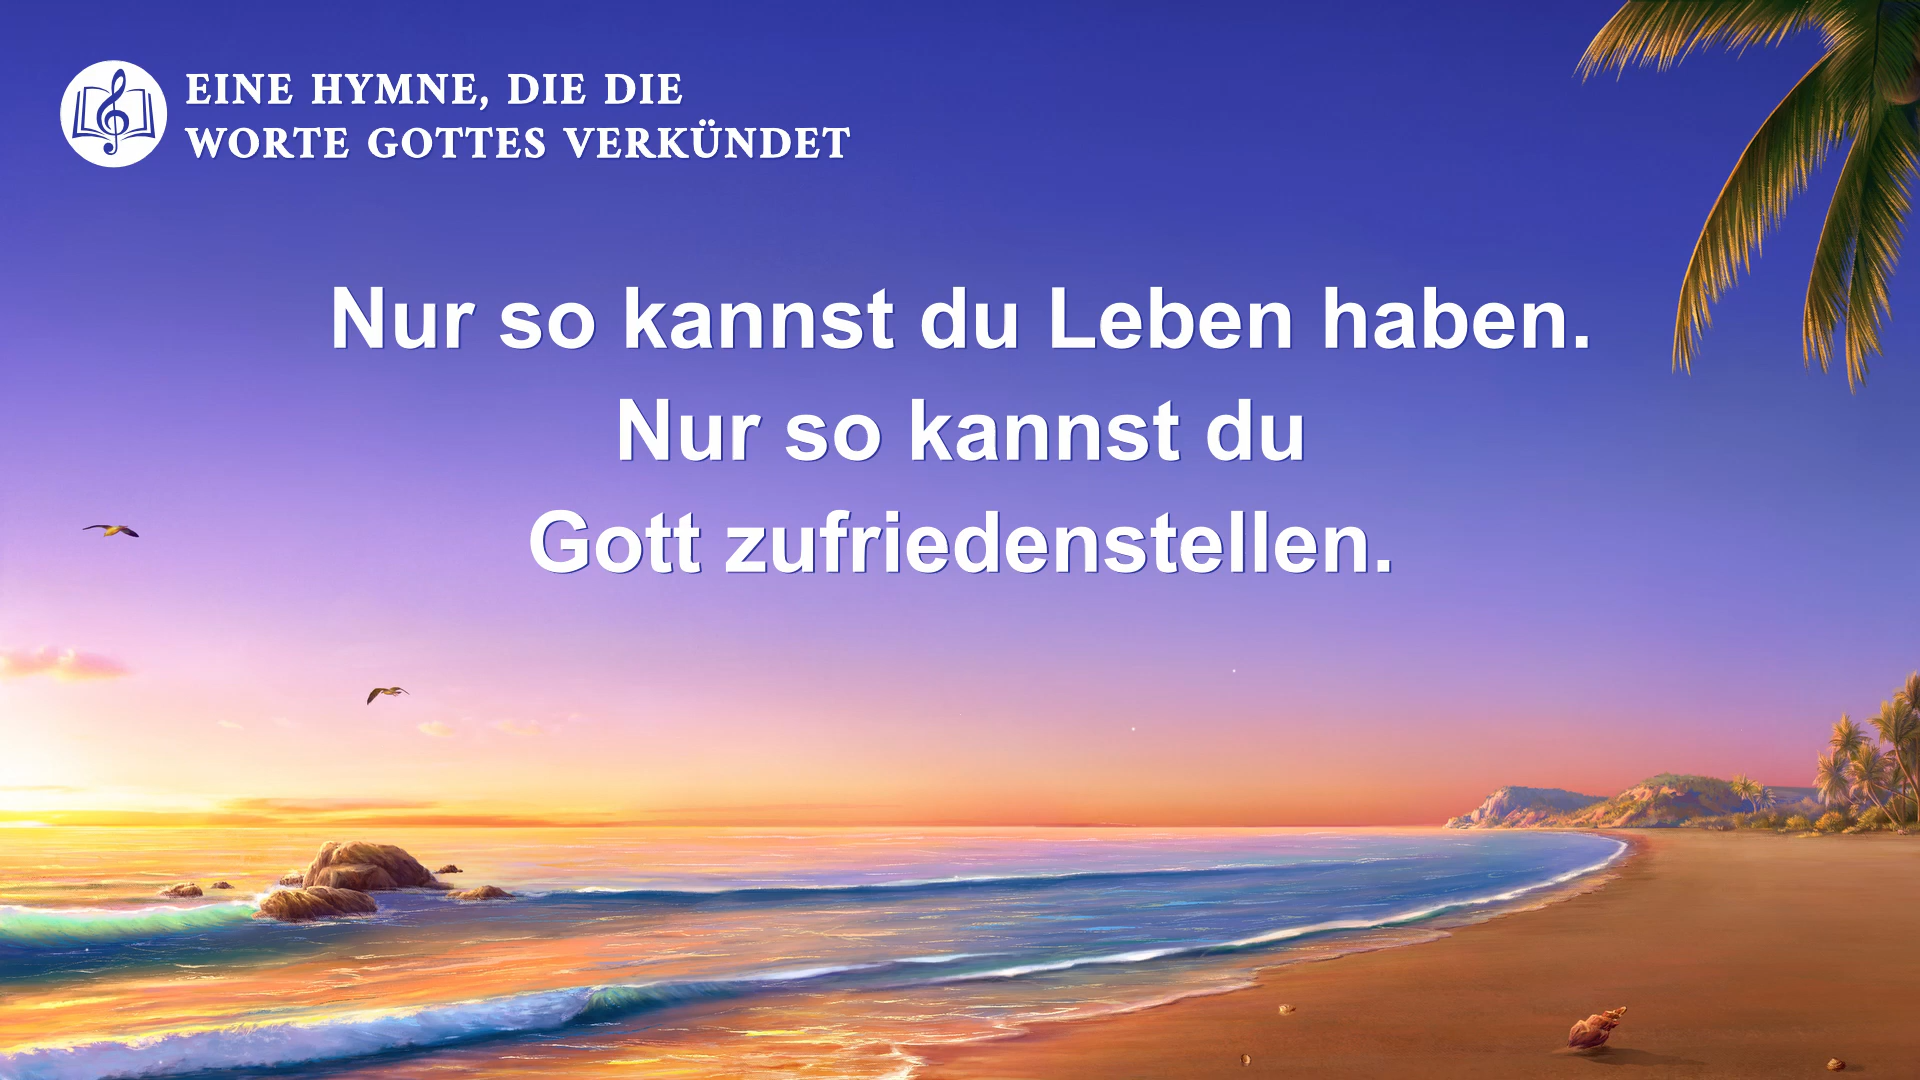 EINE HYMNE, DIE DIE
WORTE GOTTES VERKÜNDET
Nur so kannst du Leben haben.
Nur so kannst du
Gott zufriedenstellen.